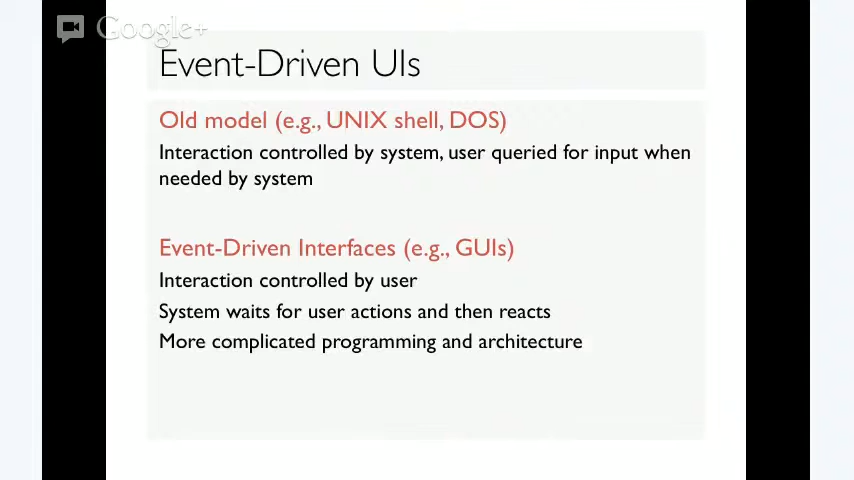 Google+
Event-Driven UIs
Old model (e.g., UNIX shell, DOS)
Interaction controlled by system, user queried for input when
needed by system
Event-Driven Interfaces (e.g., GUIs)
Interaction controlled by user
System waits for user actions and then reacts
More complicated programming and architecture